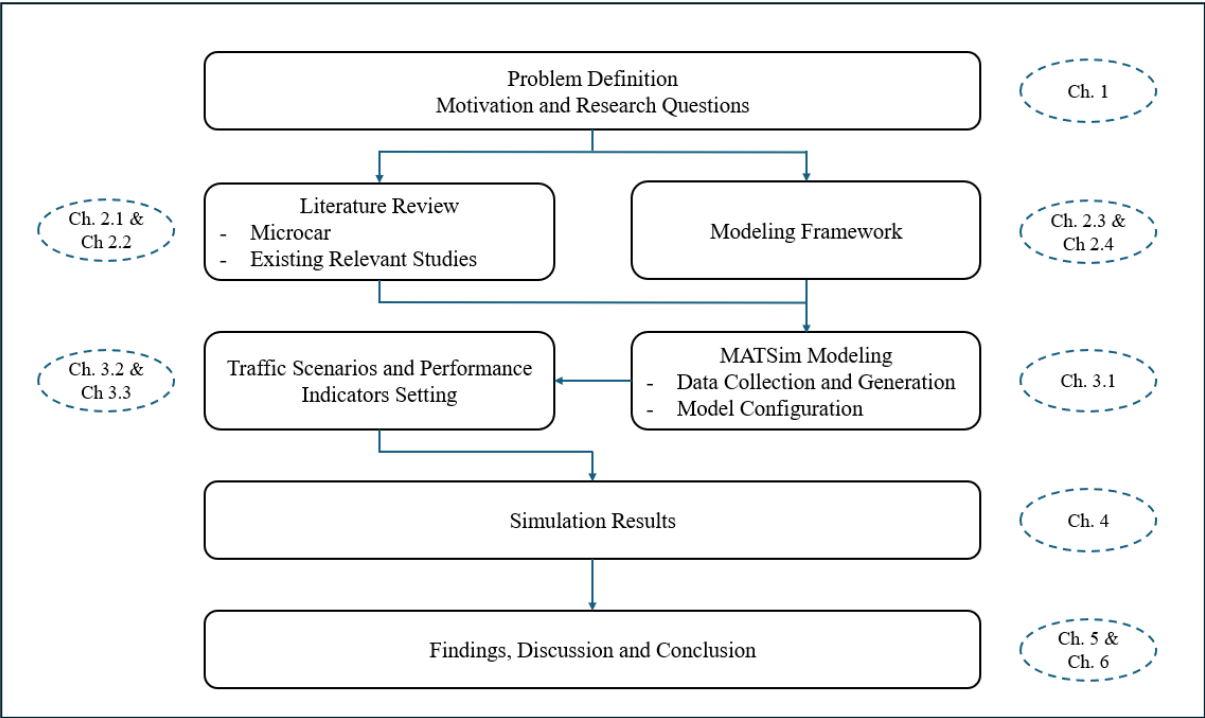 Problem Definition
Motivation and Research Questions
Ch. 1
Ch. 2.1 &
Ch 2.2
Literature Review
- Microcar
- Existing Relevant Studies
Modeling Framework
Ch. 2.3 &
Ch 2.4
Ch. 3.2 &
Ch 3.3
Traffic Scenarios and Performance
Indicators Setting
MATSim Modeling
- Data Collection and Generation
- Model Configuration
Ch. 3.1
Simulation Results
Ch. 4
Findings, Discussion and Conclusion
Ch. 5 &
Ch. 6